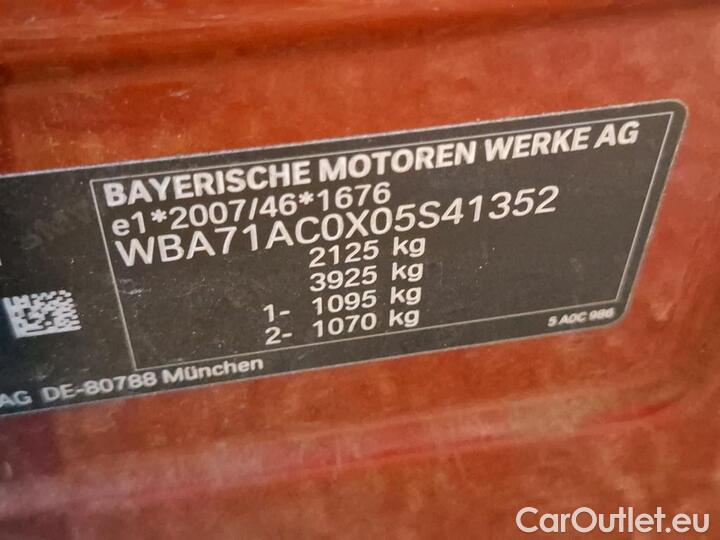 BAYERISCHE MOTOREN WERKE AG
e1*2007/46*1676
WBA71AC0X05S41352
2125 kg
3925 kg
1- 1095 kg
2- 1070 kg
5 A0C 986
AG DE-80788 München
CarOutlet.eu